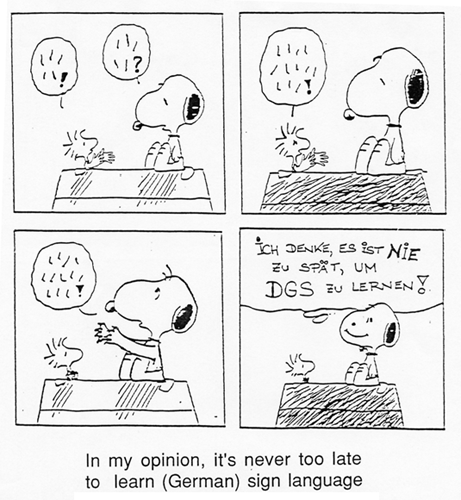 !
?
!
!
ICH DENKE, ES IST NIE
ZU SPÄT, UM
DGS ZU LERNEN!
In my opinion, it's never too late
to learn (German) sign language